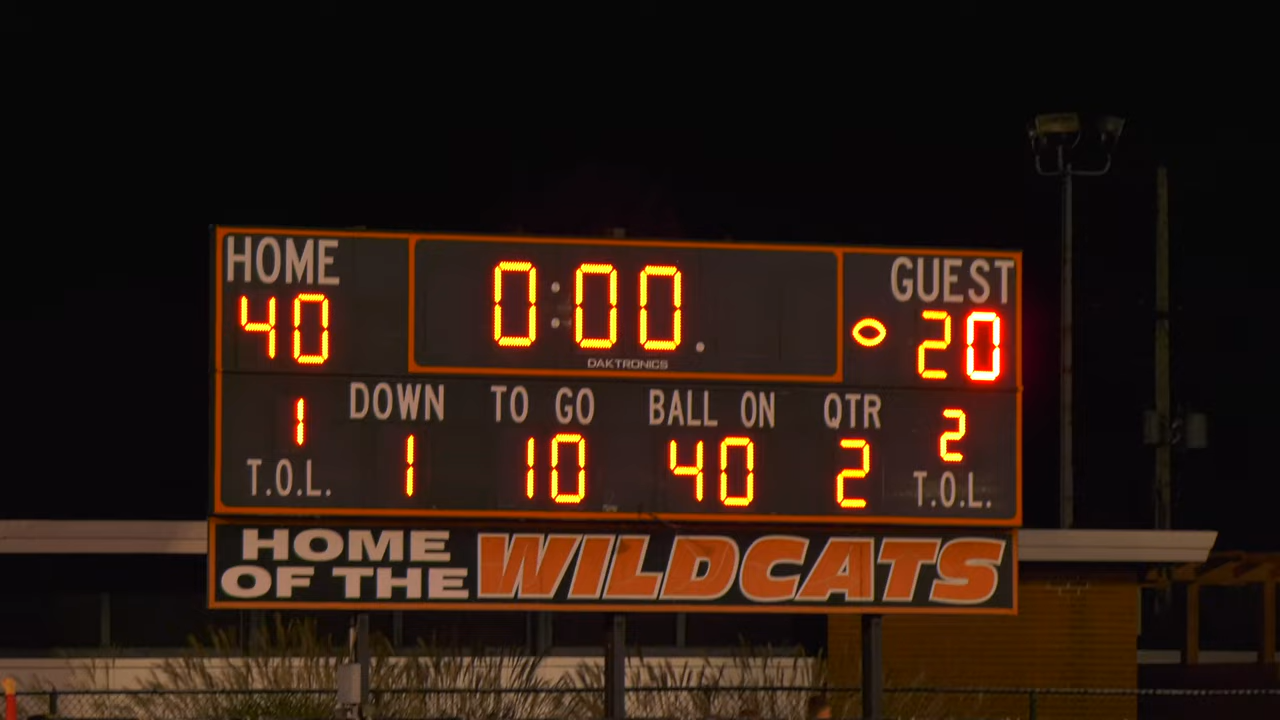 HOME
40
0:00.
GUEST
20
DAKTRONICS
1
T.O.L.
DOWN
1
TO GO
10
BALL ON
40
QTR
2
2
T.O.L.
HOME
OF THE
WILDCATS